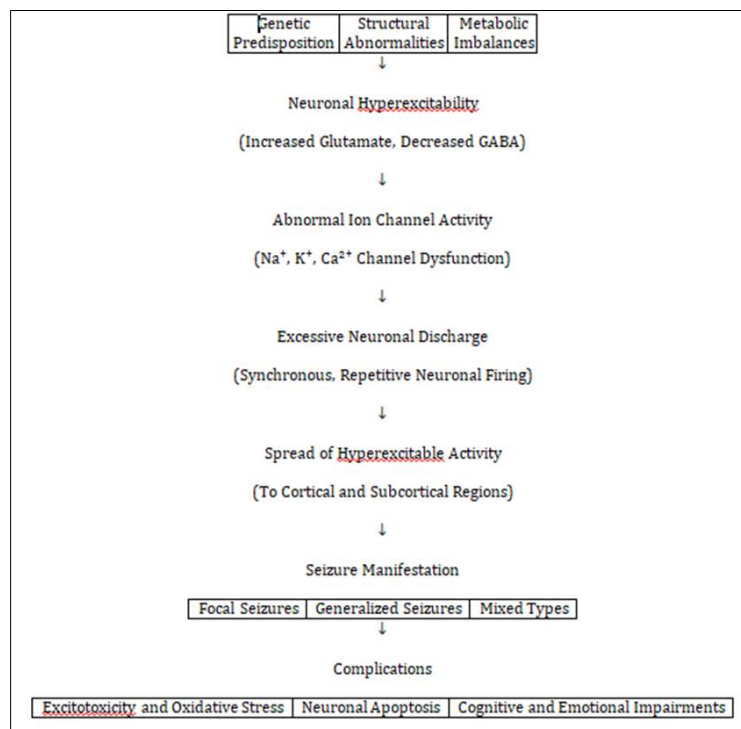 Genetic Predisposition Structural Abnormalities Metabolic Imbalances
↓
Neuronal Hyperexcitability
(Increased Glutamate, Decreased GABA)
↓
Abnormal Ion Channel Activity
(Na⁺, K⁺, Ca²⁺ Channel Dysfunction)
↓
Excessive Neuronal Discharge
(Synchronous, Repetitive Neuronal Firing)
↓
Spread of Hyperexcitable Activity
(To Cortical and Subcortical Regions)
↓
Seizure Manifestation
Focal Seizures Generalized Seizures Mixed Types
↓
Complications
Excitotoxicity and Oxidative Stress Neuronal Apoptosis Cognitive and Emotional Impairments